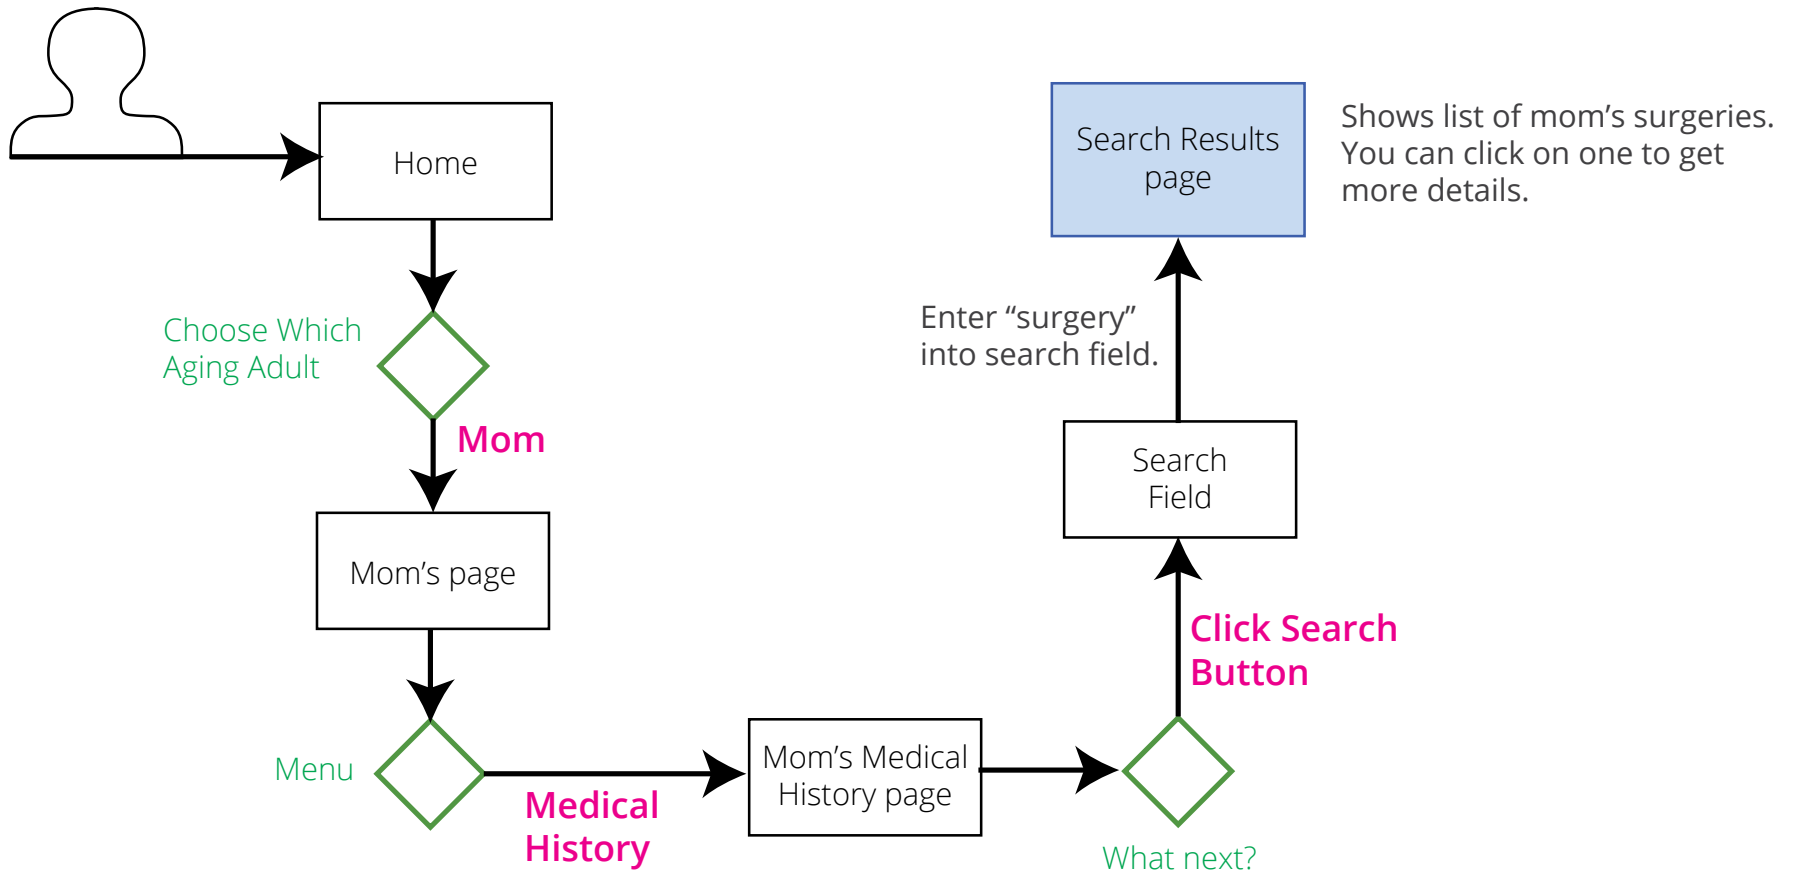 Home
Choose Which
Aging Adult
Mom
Mom’s page
Menu
Medical
History
Mom’s Medical
History page
What next?
Click Search
Button
Search
Field
Enter “surgery”
into search field.
Search Results
page
Shows list of mom’s surgeries.
You can click on one to get
more details.